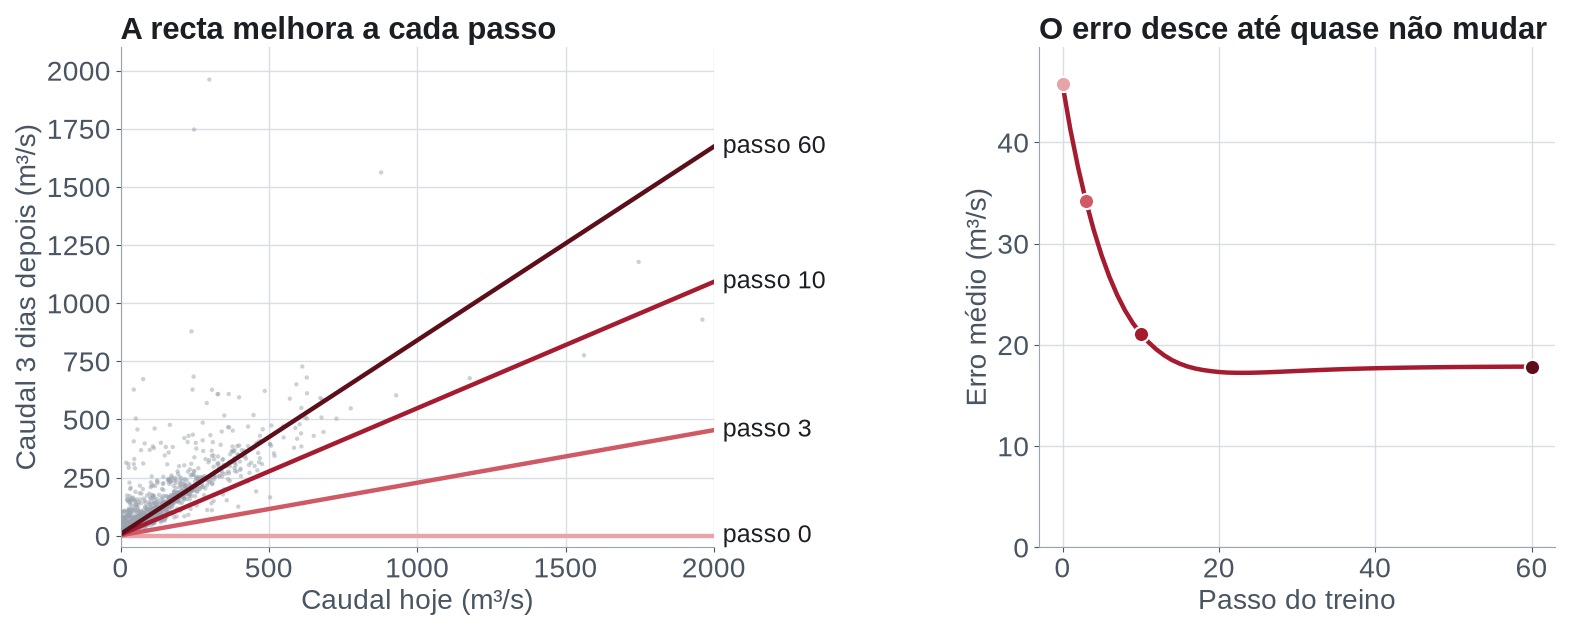 A recta melhora a cada passo
Caudal 3 dias depois (m³/s)
2000
1750
1500
1250
1000
750
500
250
0
passo 60
passo 10
passo 3
passo 0
0 500 1000 1500 2000
Caudal hoje (m³/s)
O erro desce até quase não mudar
Erro médio (m³/s)
40
30
20
10
0
0 20 40 60
Passo do treino